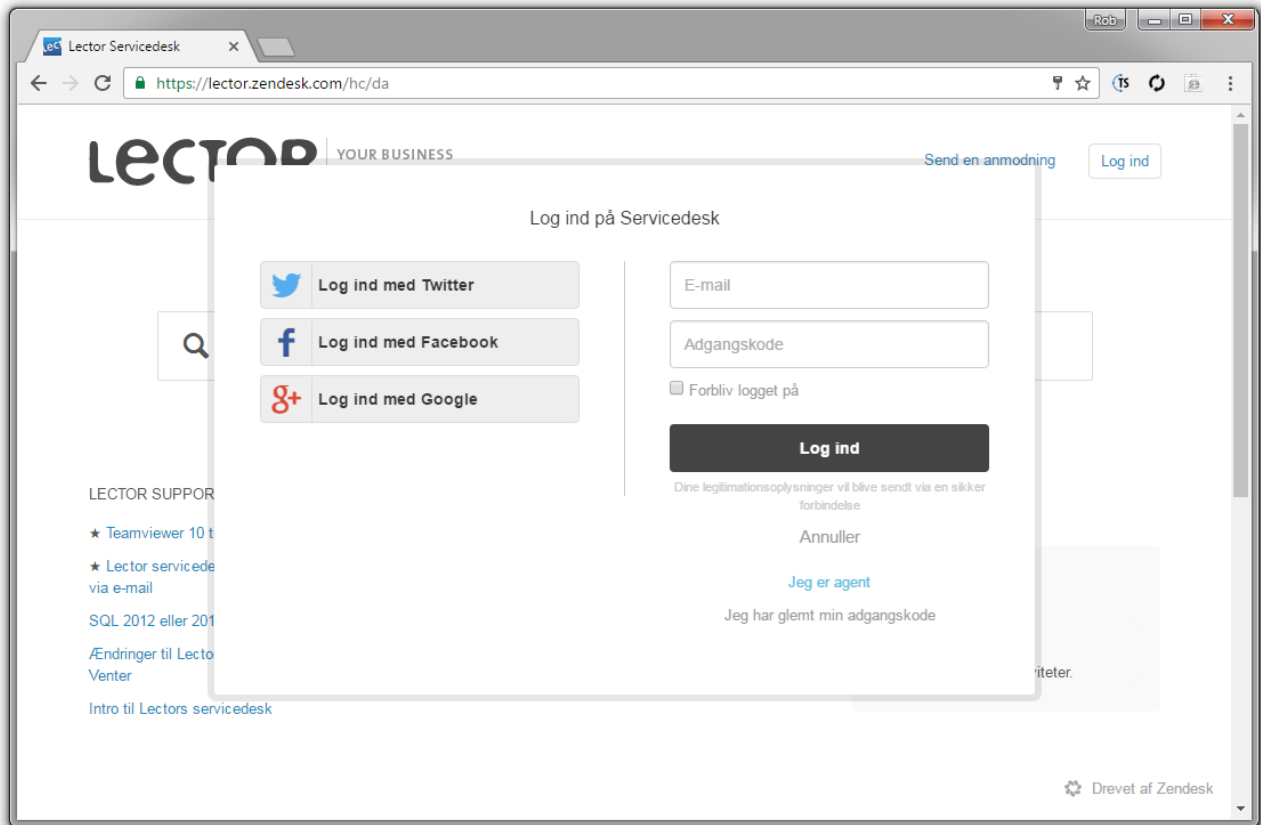 Rob
Lector Servicedesk
https://lector.zendesk.com/hc/da
TS
LECTOR
YOUR BUSINESS
Send en anmodning
Log ind
Log ind på Servicedesk
Log ind med Twitter
Log ind med Facebook
Log ind med Google
E-mail
Adgangskode
Forbliv logget på
Log ind
Dine legitimationsoplysninger vil blive sendt via en sikker
forbindelse
Annuller
Jeg er agent
Jeg har glemt min adgangskode
LECTOR SUPPOR
★ Teamviewer 10 t
★ Lector servicede
via e-mail
SQL 2012 eller 201
Ændringer til Lecto
Venter
Intro til Lectors servicedesk
viteter.
Drevet af Zendesk